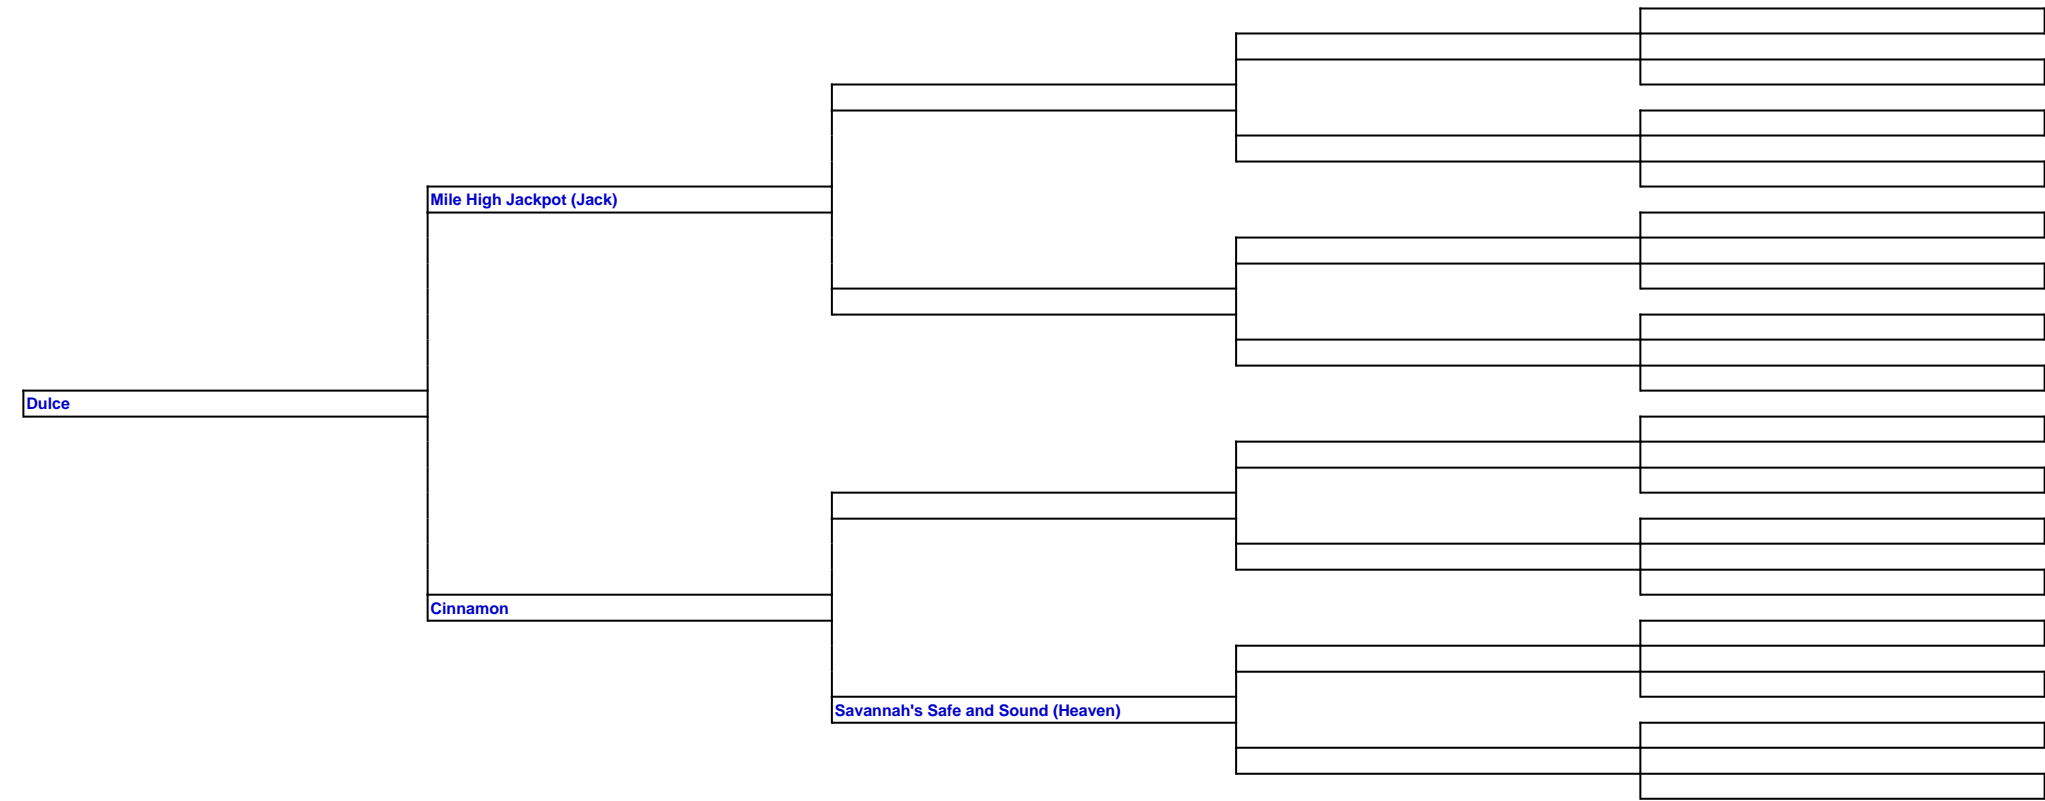 Mile High Jackpot (Jack)
Dulce
Cinnamon
Savannah's Safe and Sound (Heaven)